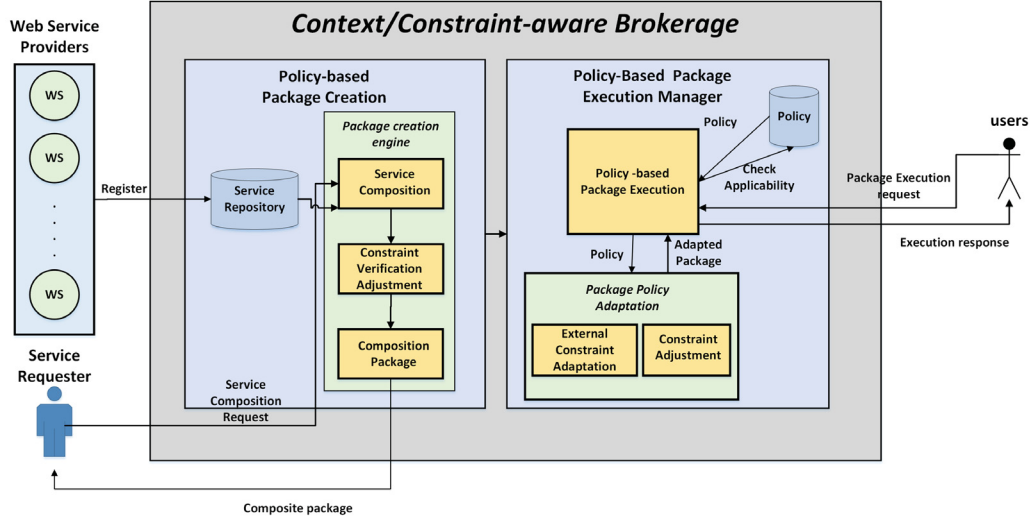 Context/Constraint-aware Brokerage
Web Service
Providers
WS
WS
WS
Register
Policy-based
Package Creation
Service
Repository
Package creation
engine
Service
Composition
Constraint
Verification
Adjustment
Composition
Package
Service
Composition
Request
Service
Requester
Composite package
Policy-Based Package
Execution Manager
Policy
Policy
Policy -based
Package Execution
Check
Applicability
Policy
Adapted
Package
Package Policy
Adaptation
External
Constraint
Adaptation
Constraint
Adjustment
users
Package Execution
request
Execution response